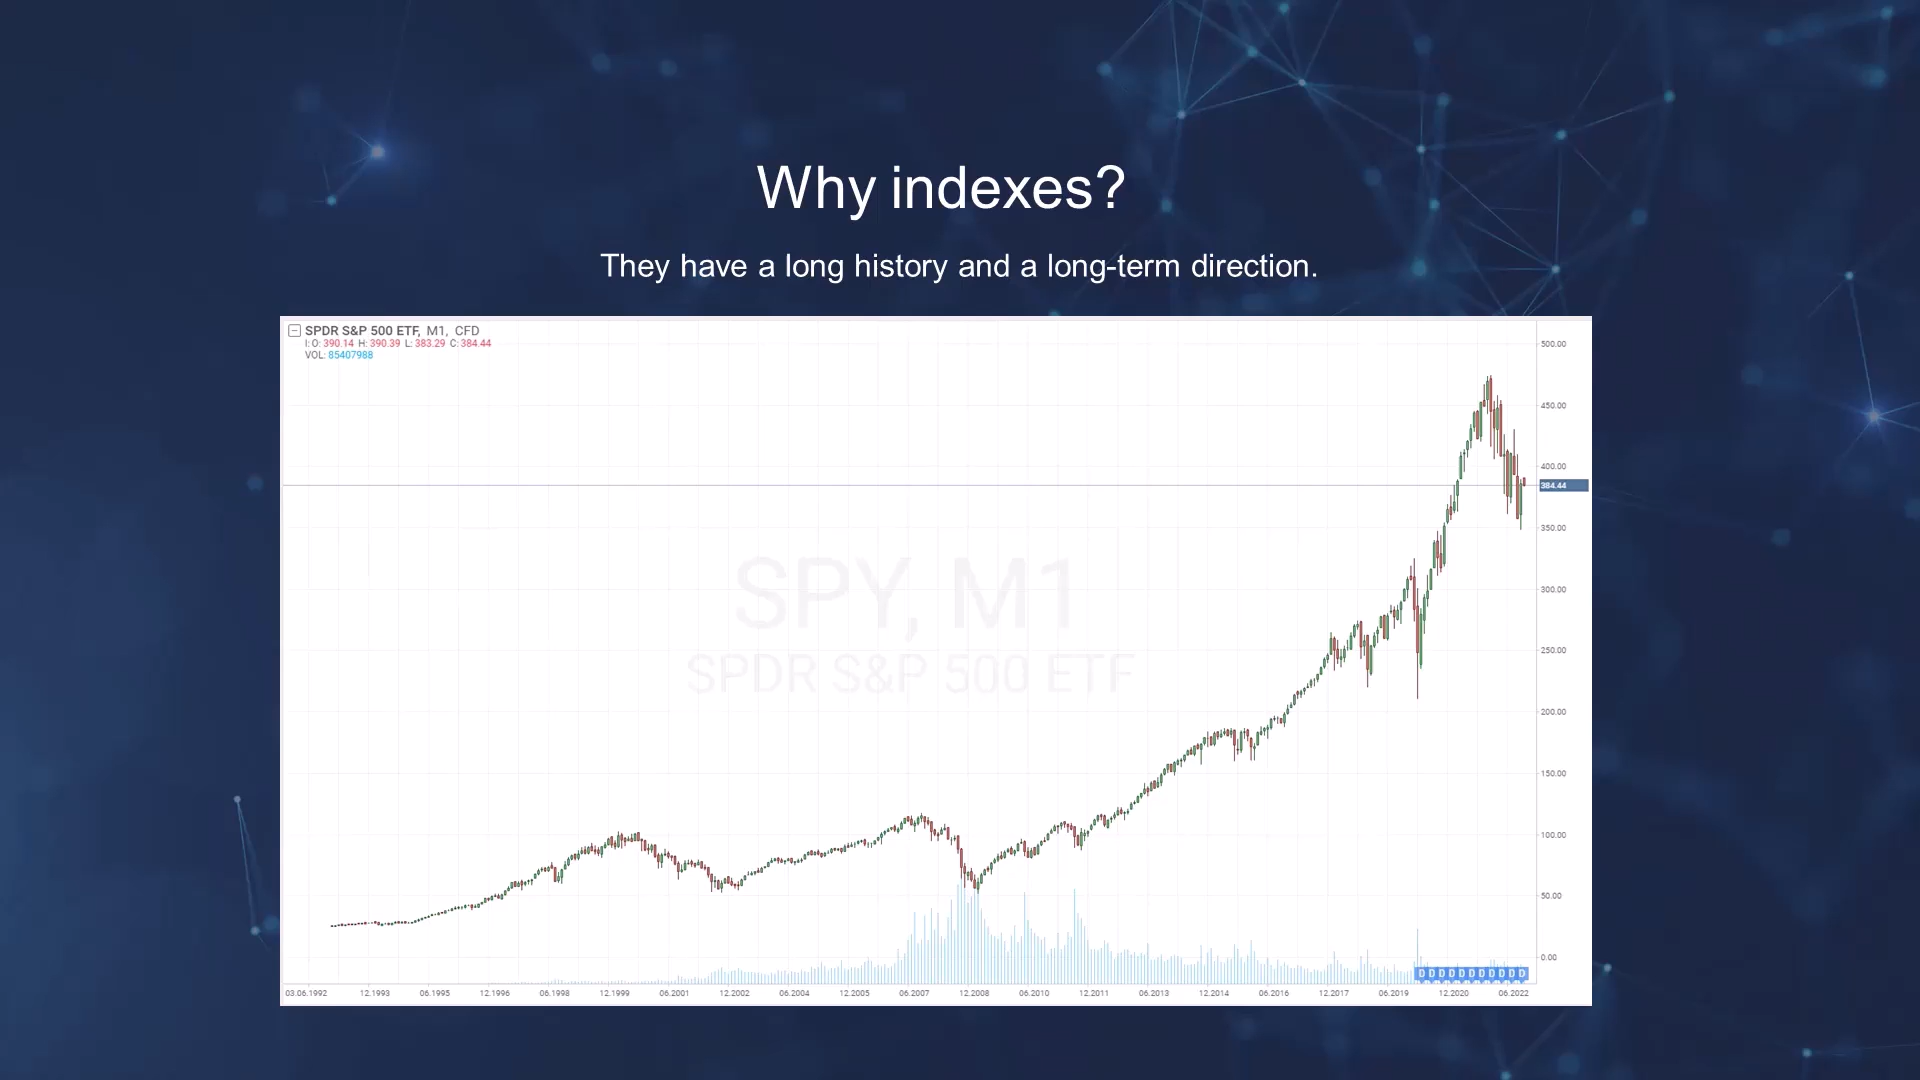 Why indexes?
They have a long history and a long-term direction.
SPDR S&P 500 ETF, M1, CFD
I: O: 390.14 H: 390.39 L: 383.29 C: 384.44
VOL: 85407988
500.00
450.00
400.00
384.44
350.00
300.00
250.00
200.00
150.00
100.00
50.00
0.00
SPY, M1
SPDR S&P 500 ETF
D D D D D D D D D D D
03.06.1992 12.1993 06.1995 12.1996 06.1998 12.1999 06.2001 12.2002 06.2004 12.2005 06.2007 12.2008 06.2010 12.2011 06.2013 12.2014 06.2016 12.2017 06.2019 12.2020 06.2022